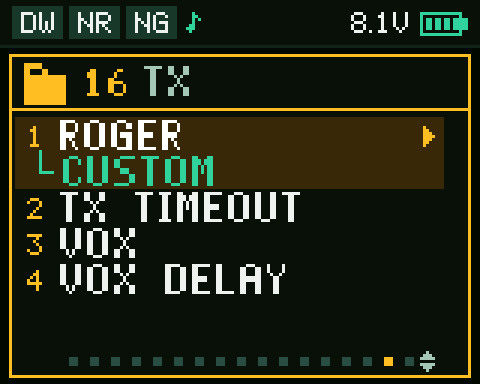 DW NR NG 8.1V
16 TX
1 ROGER
CUSTOM
2 TX TIMEOUT
3 VOX
4 VOX DELAY